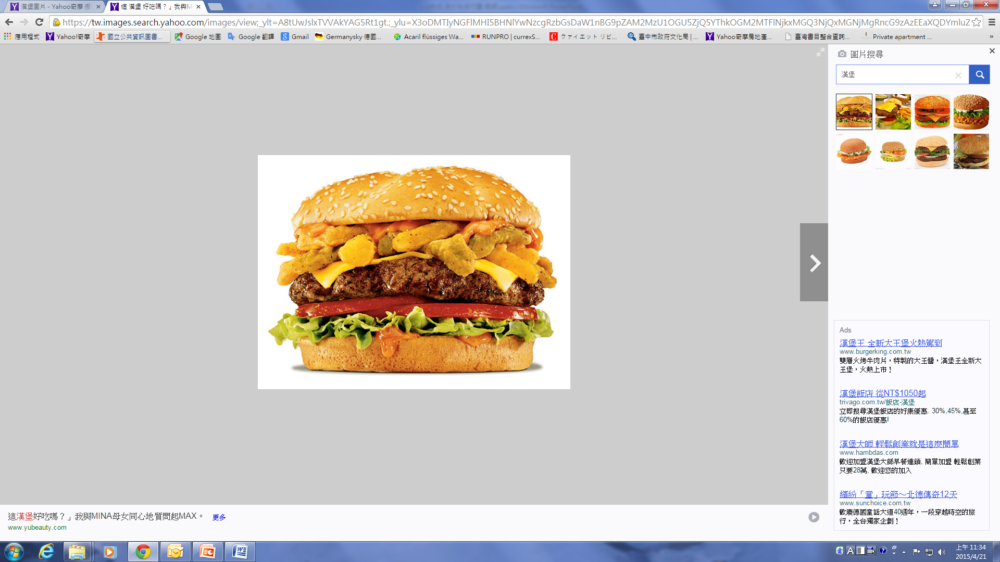 漢堡圖片 - Yahoo奇摩 搜
這 漢堡 好吃嗎？」我與M
https://tw.images.search.yahoo.com/images/view;_ylt=A8tUwJslxTVVAkYAG5Rt1gt.;_ylu=X3oDMTIyNGFlMHI5BHNlYwNzcgRzbGsDaW1nBG9pZAM2MzU1OGU5ZjQ5YThkOGM2MTFlNjkxMGQ3NjQxMGNjMgRncG9zAzEEaXQDYmluZ
應用程式
Yahoo!奇摩
國立公共資訊圖書...
Google 地圖
Google 翻譯
Gmail
Germanysky 德國...
Acaril flüssiges Wa...
RUNPRO | currexS...
クァイエット リビ...
臺中市政府文化局 | ...
Yahoo奇摩房地產...
臺灣書目整合查詢...
Private apartment ...
»
圖片搜尋
漢堡
Ads
漢堡王 全新大王堡火熱駕到
www.burgerking.com.tw
雙層火烤牛肉片，特製的大王醬，漢堡王全新大
王堡，火熱上市！
漢堡飯店 從NT$1050起
trivago.com.tw/飯店-漢堡
立即搜尋漢堡飯店的好康優惠. 30%,45%,甚至
60%的飯店優惠!
漢堡大師 輕鬆創業就是這麼簡單
www.hambdas.com
歡迎加盟漢堡大師早餐連鎖, 簡單加盟 輕鬆創業
只要28萬, 歡迎您的加入
繽紛「童」玩節～北德傳奇12天
www.sunchoice.com.tw
歡慶德國童話大道40週年，一段穿越時空的旅
行，全台獨家企劃！
這漢堡好吃嗎？」我與MINA母女同心地質問起MAX。 更多
www.yubeauty.com
上午 11:34
2015/4/21